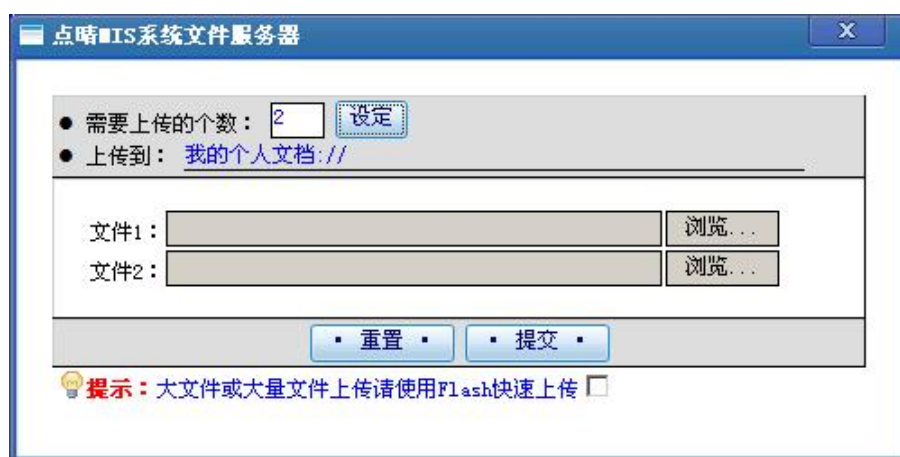 点晴MIS系统文件服务器 X
● 需要上传的个数： 2 设定
● 上传到： 我的个人文档://
文件1： 浏览...
文件2： 浏览...
· 重置 · · 提交 ·
提示：大文件或大量文件上传请使用Flash快速上传